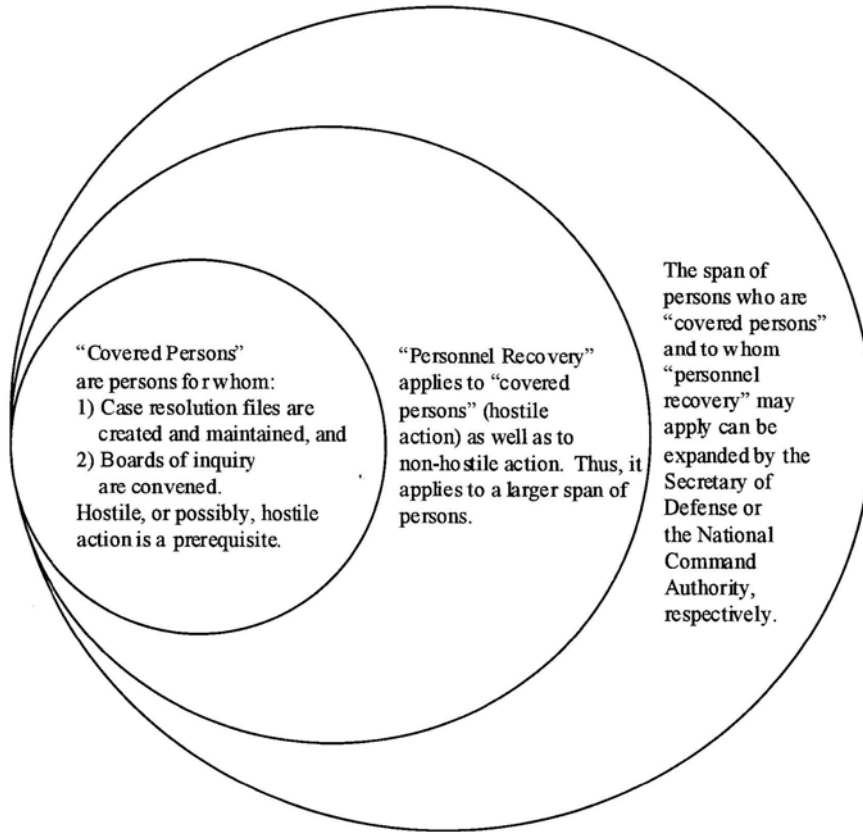 “Covered Persons”
are persons for whom:
1) Case resolution files are
created and maintained, and
2) Boards of inquiry
are convened.
Hostile, or possibly, hostile
action is a prerequisite.
“Personnel Recovery”
applies to “covered
persons” (hostile
action) as well as to
non-hostile action. Thus, it
applies to a larger span of
persons.
The span of
persons who are
“covered persons”
and to whom
“personnel
recovery” may
apply can be
expanded by the
Secretary of
Defense or
the National
Command
Authority,
respectively.